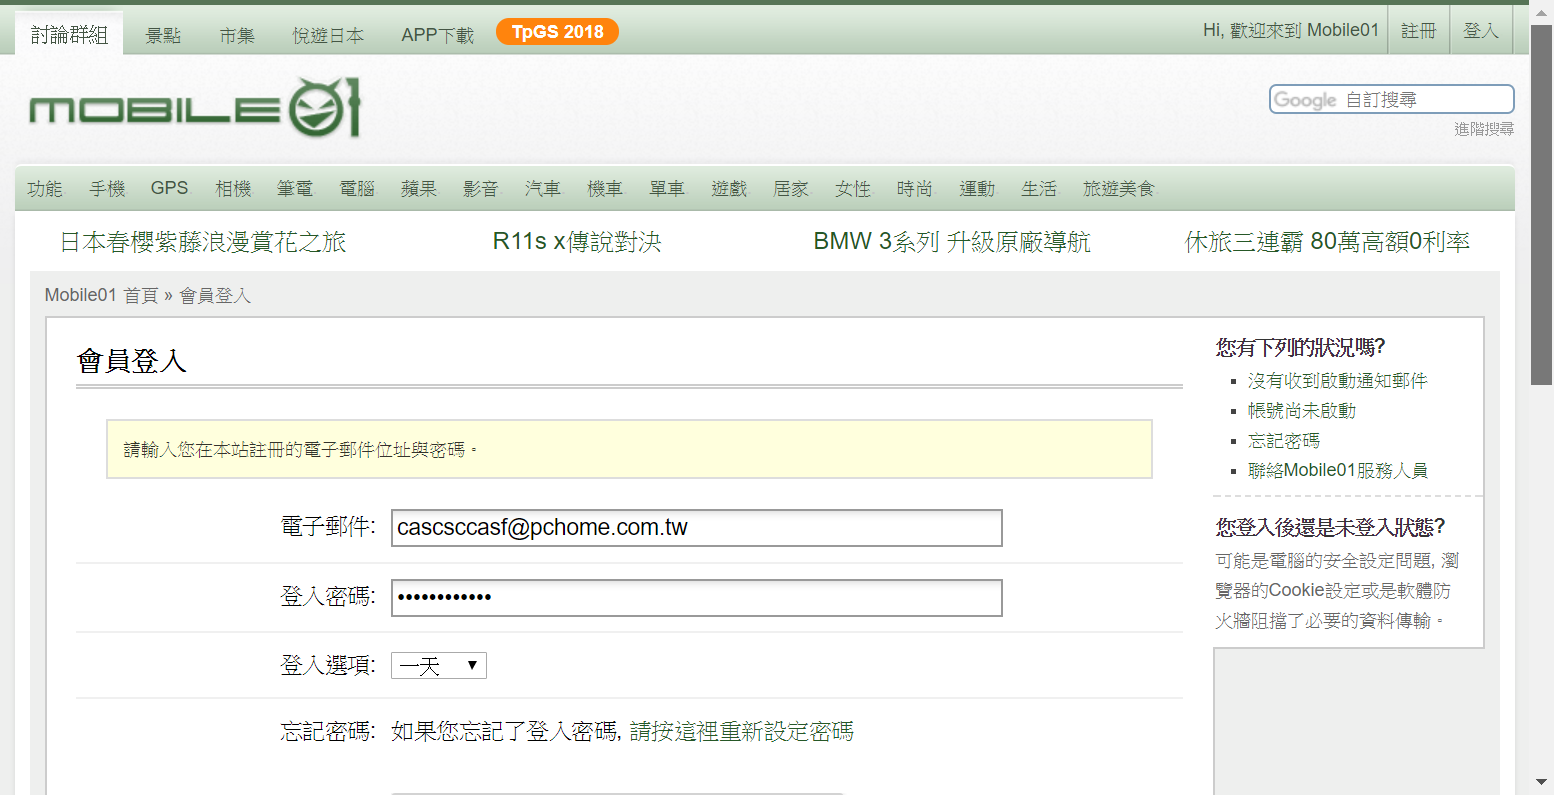 討論群組 景點 市集 悅遊日本 APP下載 TpGS 2018 Hi, 歡迎來到 Mobile01 註冊 登入
MOBILE01
Google 自訂搜尋
進階搜尋
功能 手機 GPS 相機 筆電 電腦 蘋果 影音 汽車 機車 單車 遊戲 居家 女性 時尚 運動 生活 旅遊美食
日本春櫻紫藤浪漫賞花之旅 R11s x傳說對決 BMW 3系列 升級原廠導航 休旅三連霸 80萬高額0利率
Mobile01 首頁 » 會員登入
會員登入
請輸入您在本站註冊的電子郵件位址與密碼。
電子郵件: cascsccasf@pchome.com.tw
登入密碼: ••••••••••••
登入選項: 一天 ▼
忘記密碼: 如果您忘記了登入密碼, 請按這裡重新設定密碼
您有下列的狀況嗎?
沒有收到啟動通知郵件
帳號尚未啟動
忘記密碼
聯絡Mobile01服務人員
您登入後還是未登入狀態?
可能是電腦的安全設定問題, 瀏
覽器的Cookie設定或是軟體防
火牆阻擋了必要的資料傳輸。